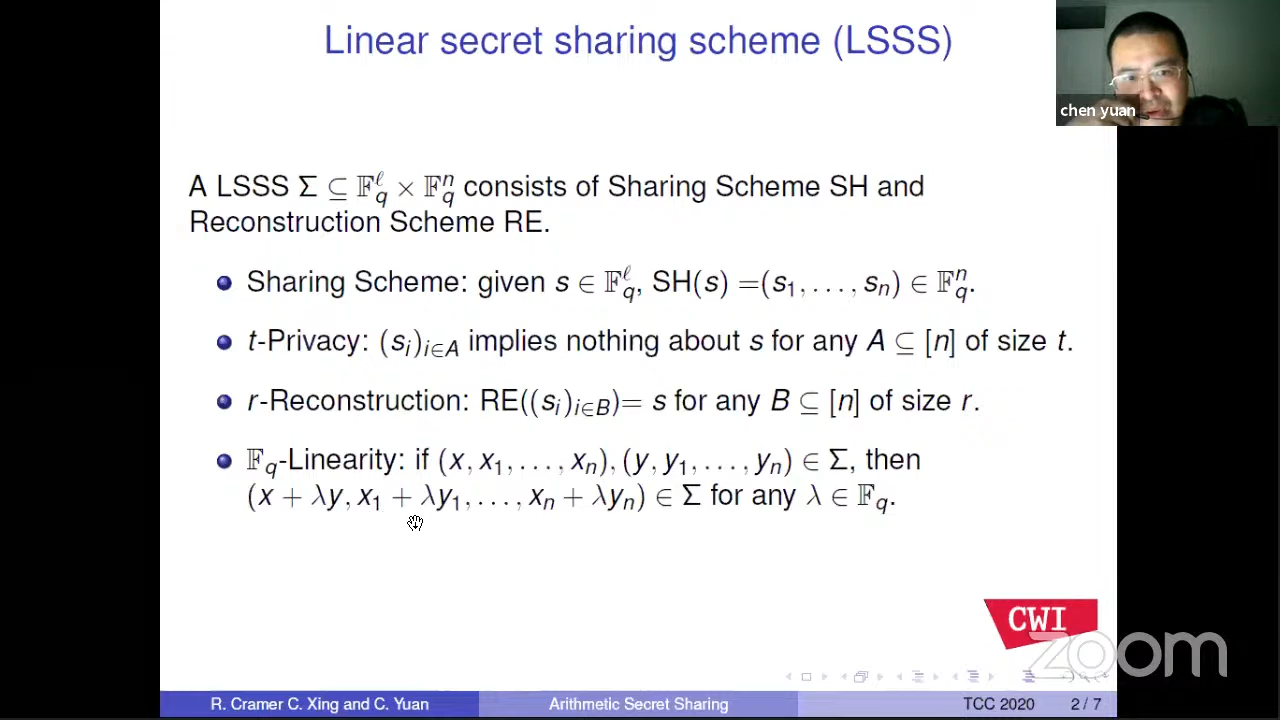 Linear secret sharing scheme (LSSS)
chen yuan
A LSSS Σ ⊆ 𝔽_q^ℓ × 𝔽_q^n consists of Sharing Scheme SH and
Reconstruction Scheme RE.
Sharing Scheme: given s ∈ 𝔽_q^ℓ, SH(s) =(s_1, . . . , s_n) ∈ 𝔽_q^n.
t-Privacy: (s_i)_{i∈A} implies nothing about s for any A ⊆ [n] of size t.
r-Reconstruction: RE((s_i)_{i∈B})= s for any B ⊆ [n] of size r.
𝔽_q-Linearity: if (x, x_1, . . . , x_n), (y, y_1, . . . , y_n) ∈ Σ, then
(x + λy, x_1 + λy_1, . . . , x_n + λy_n) ∈ Σ for any λ ∈ 𝔽_q.
CWI
zoom
R. Cramer C. Xing and C. Yuan
Arithmetic Secret Sharing
TCC 2020
2 / 7